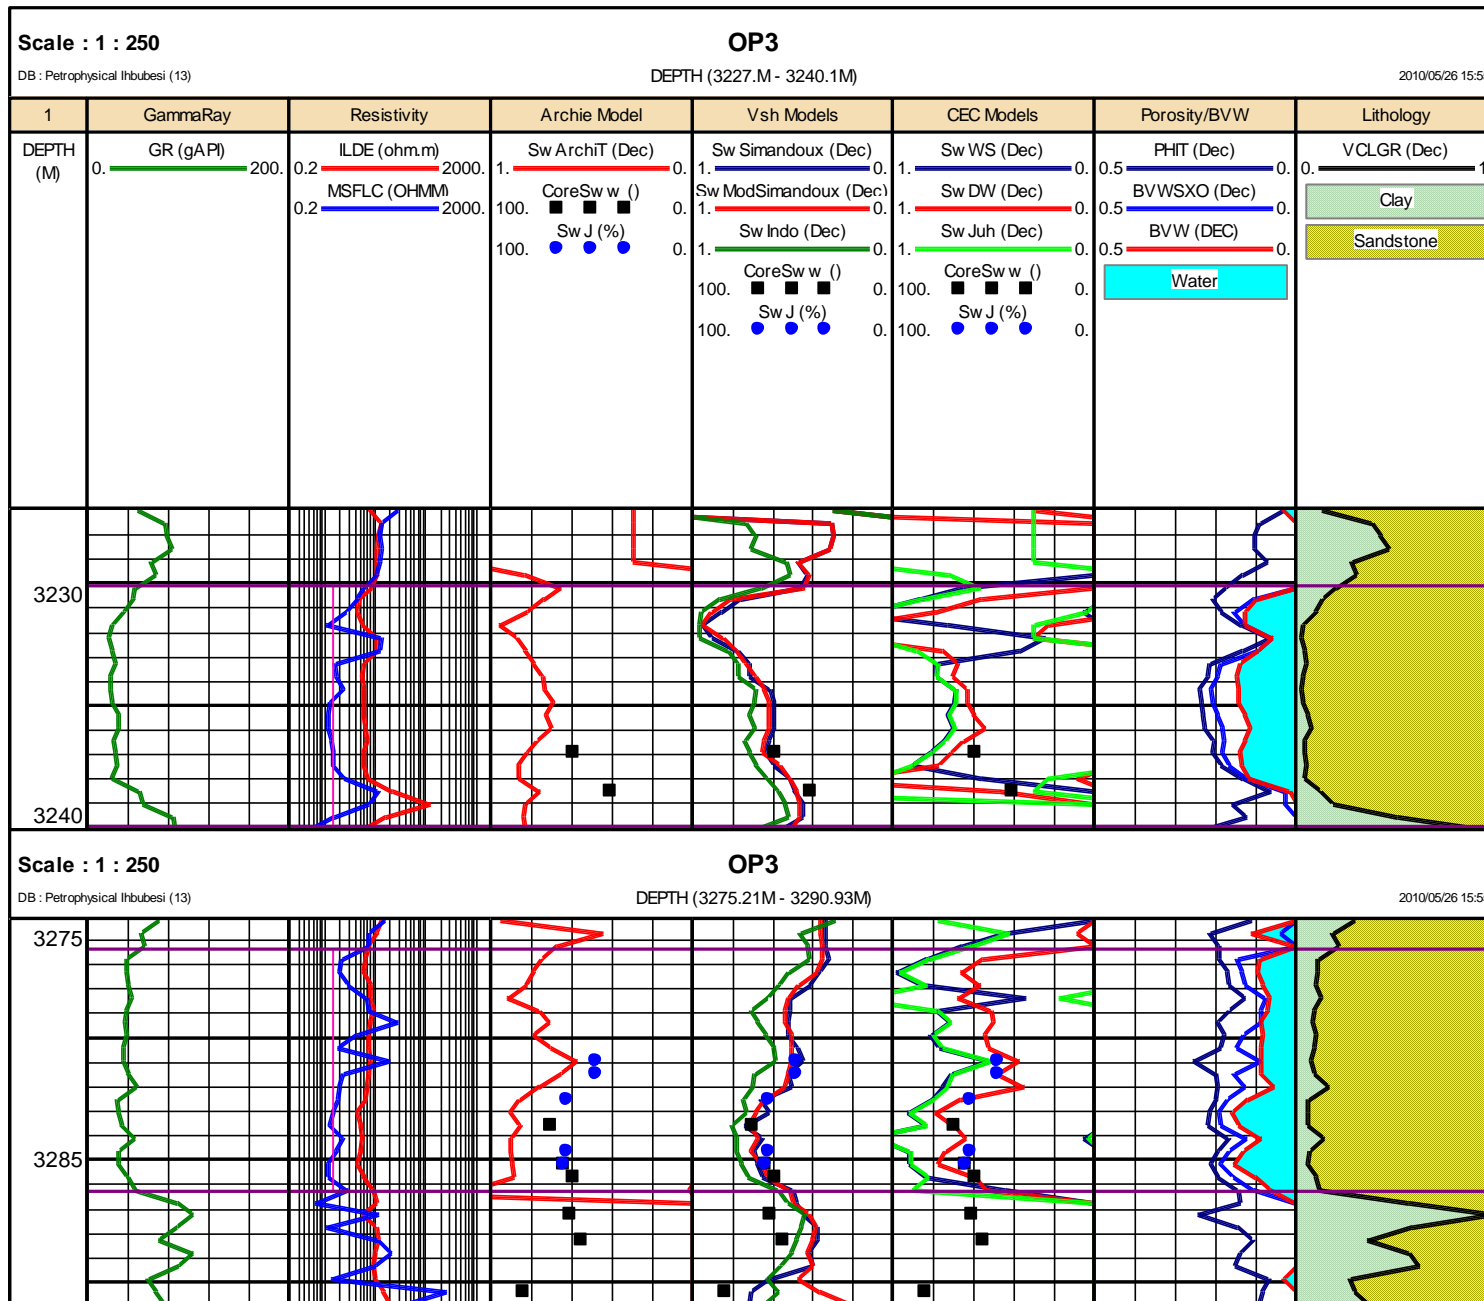 Scale : 1 : 250
OP3
DB : Petrophysical Ihbubesi (13)
DEPTH (3227.M - 3240.1M)
2010/05/26 15:5
1
GammaRay
Resistivity
Archie Model
Vsh Models
CEC Models
Porosity/BVW
Lithology
DEPTH
(M)
GR (gAPI)
0. 200.
ILDE (ohm.m)
0.2 2000.
MSFLC (OHMM)
0.2 2000.
Sw ArchiT (Dec)
1. 0.
CoreSw w ()
100. 0.
Sw J (%)
100. 0.
Sw Simandoux (Dec)
1. 0.
Sw ModSimandoux (Dec)
1. 0.
Sw Indo (Dec)
1. 0.
CoreSw w ()
100. 0.
Sw J (%)
100. 0.
Sw WS (Dec)
1. 0.
Sw DW (Dec)
1. 0.
Sw Juh (Dec)
1. 0.
CoreSw w ()
100. 0.
Sw J (%)
100. 0.
PHIT (Dec)
0.5 0.
BVWSXO (Dec)
0.5 0.
BVW (DEC)
0.5 0.
Water
VCLGR (Dec)
0. 1
Clay
Sandstone
3230
3240
Scale : 1 : 250
OP3
DB : Petrophysical Ihbubesi (13)
DEPTH (3275.21M - 3290.93M)
2010/05/26 15:5
3275
3285